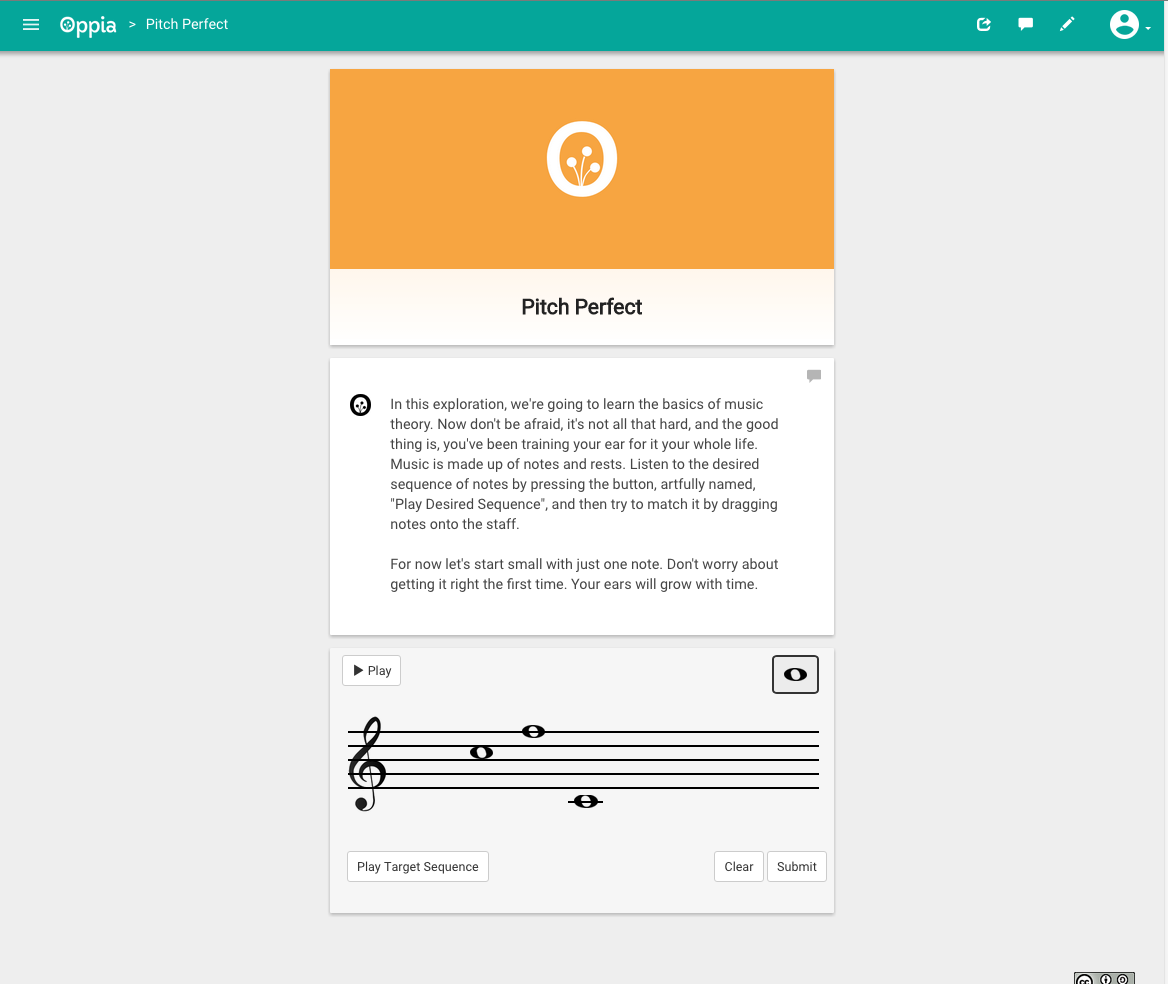 Oppia > Pitch Perfect
Pitch Perfect
In this exploration, we're going to learn the basics of music
theory. Now don't be afraid, it's not all that hard, and the good
thing is, you've been training your ear for it your whole life.
Music is made up of notes and rests. Listen to the desired
sequence of notes by pressing the button, artfully named,
"Play Desired Sequence", and then try to match it by dragging
notes onto the staff.
For now let's start small with just one note. Don't worry about
getting it right the first time. Your ears will grow with time.
Play
Play Target Sequence Clear Submit
cc